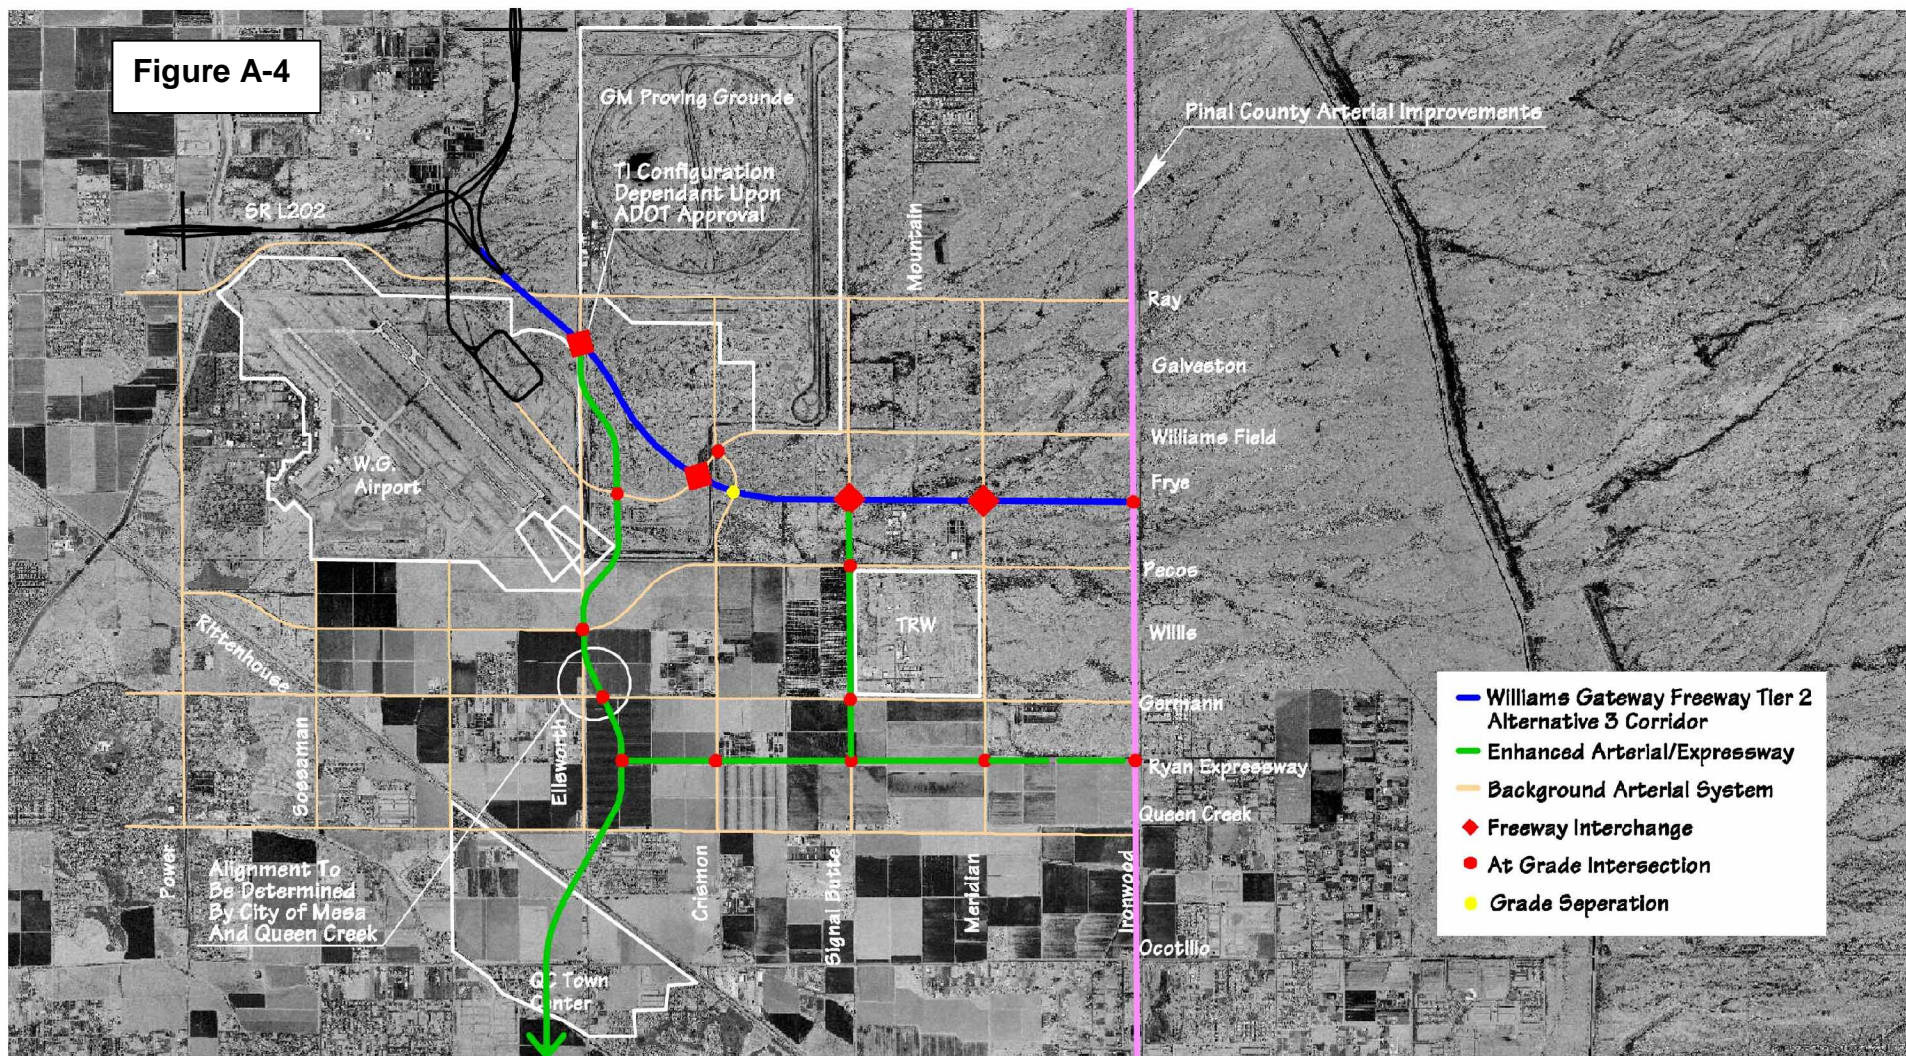 Figure A-4
GM Proving Grounds
Pinal County Arterial Improvements
TI Configuration
Dependant Upon
ADOT Approval
SR L202
Mountain
Ray
Galveston
Williams Field
W.G.
Airport
Frye
Pecos
TRW
Willis
Rittenhouse
Germann
Sossaman
Ellsworth
Ryan Expressway
Queen Creek
Power
Alignment To
Be Determined
By City of Mesa
And Queen Creek
Crismon
Signal Butte
Meridian
Ironwood
Ocotillo
QC Town
Center
Williams Gateway Freeway Tier 2
Alternative 3 Corridor
Enhanced Arterial/Expressway
Background Arterial System
Freeway Interchange
At Grade Intersection
Grade Seperation